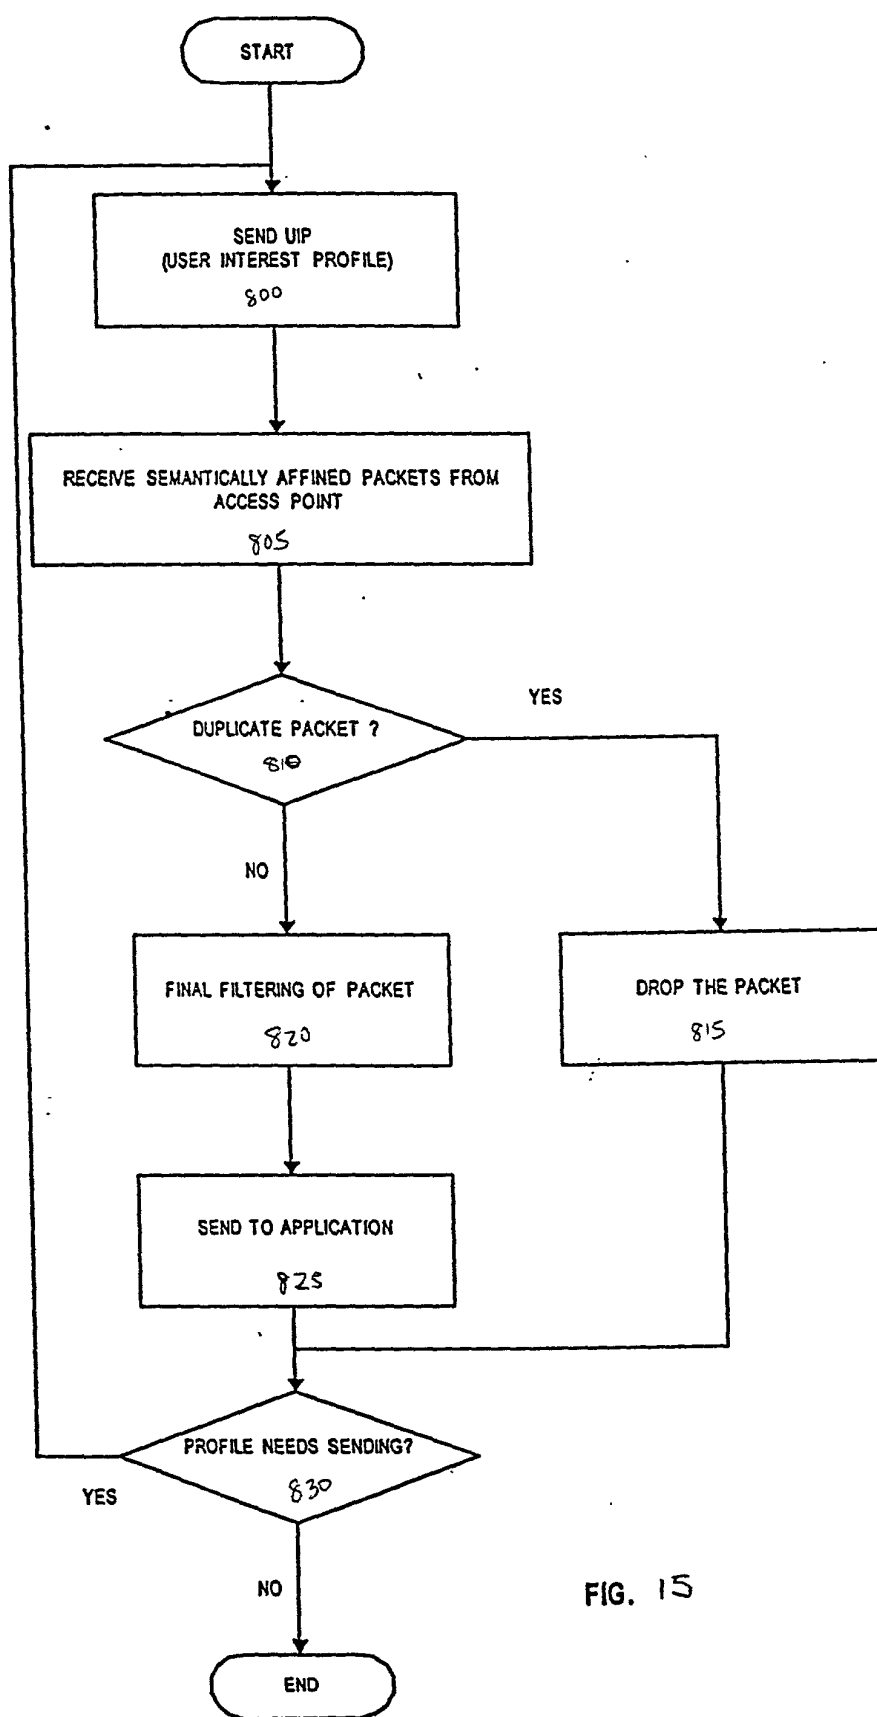 START
SEND UIP
(USER INTEREST PROFILE)
800
RECEIVE SEMANTICALLY AFFINED PACKETS FROM
ACCESS POINT
805
DUPLICATE PACKET ?
810
YES
NO
FINAL FILTERING OF PACKET
820
DROP THE PACKET
815
SEND TO APPLICATION
825
PROFILE NEEDS SENDING?
830
YES
NO
FIG. 15
END